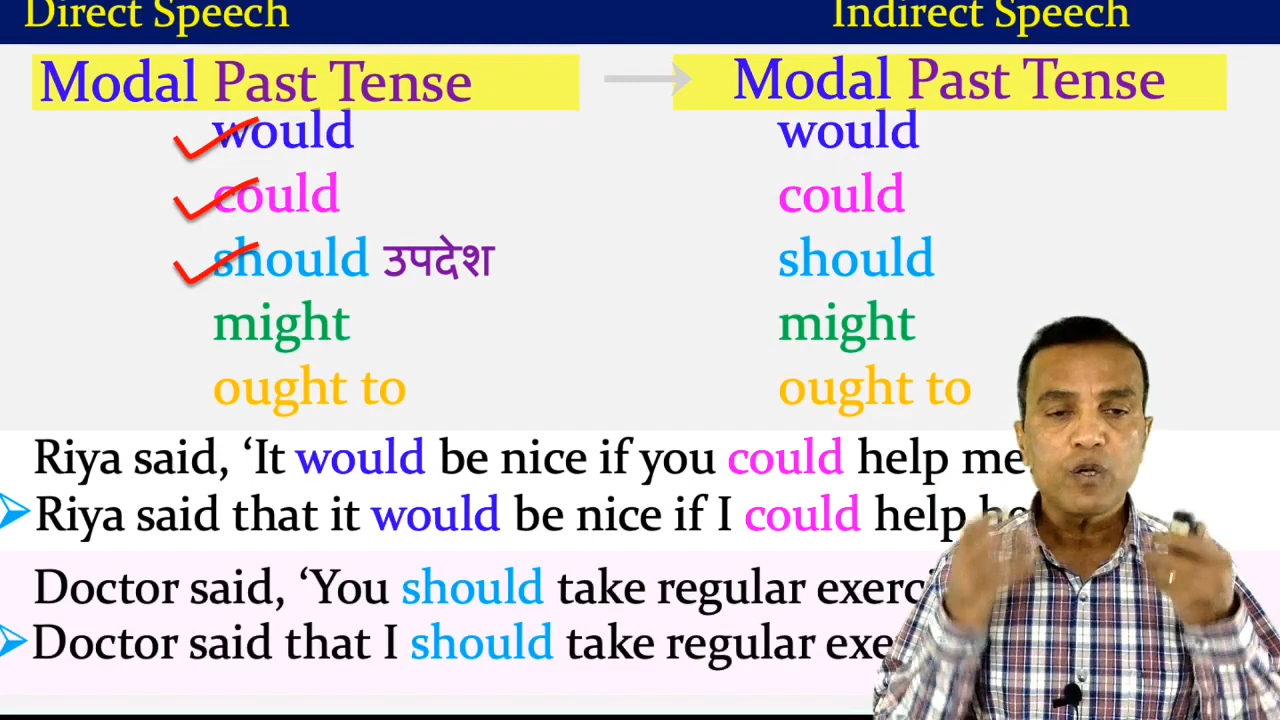 Direct Speech Indirect Speech
Modal Past Tense Modal Past Tense
would would
could could
should उपदेश should
might might
ought to ought to
Riya said, ‘It would be nice if you could help me.
Riya said that it would be nice if I could help
Doctor said, ‘You should take regular
Doctor said that I should take regular